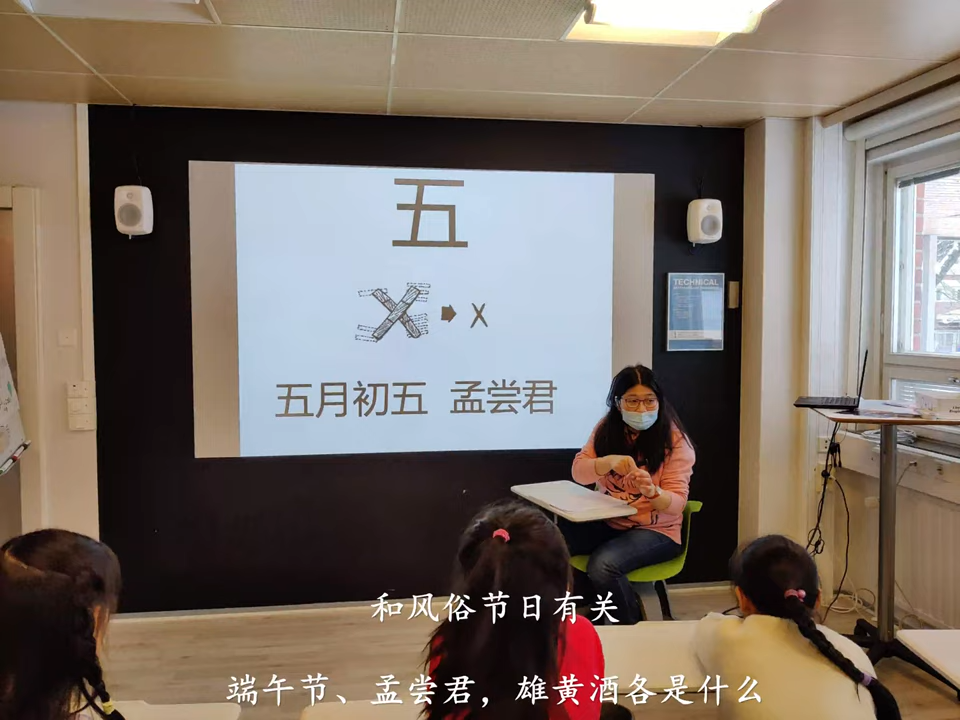 五
X
五月初五 孟尝君
TECHNICAL
和风俗节日有关
端午节、孟尝君，雄黄酒各是什么